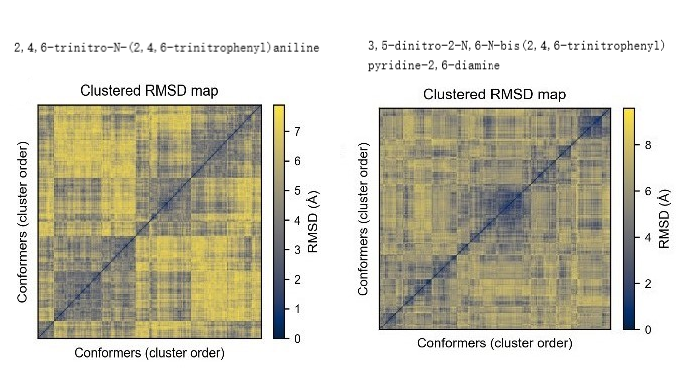 2,4,6-trinitro-N-(2,4,6-trinitrophenyl)aniline
Clustered RMSD map
Conformers (cluster order)
7
6
5
4
3
2
1
0
RMSD (Å)
Conformers (cluster order)
3,5-dinitro-2-N,6-N-bis(2,4,6-trinitrophenyl)
pyridine-2,6-diamine
Clustered RMSD map
Conformers (cluster order)
8
6
4
2
0
RMSD (Å)
Conformers (cluster order)